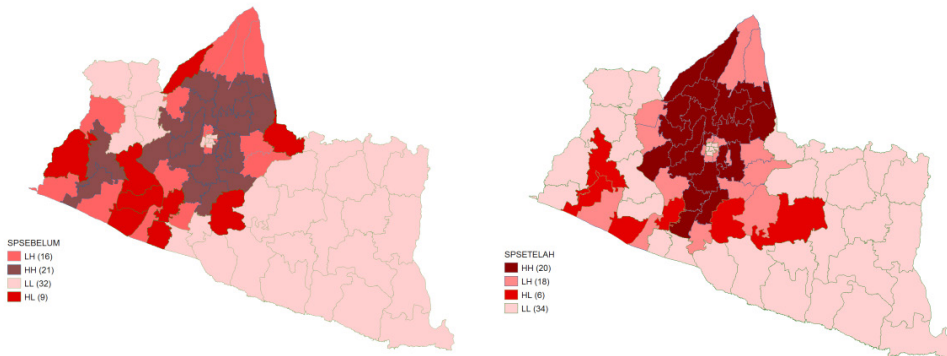 SPSEBELUM
LH (16)
HH (21)
LL (32)
HL (9)
SPSETELAH
HH (20)
LH (18)
HL (6)
LL (34)